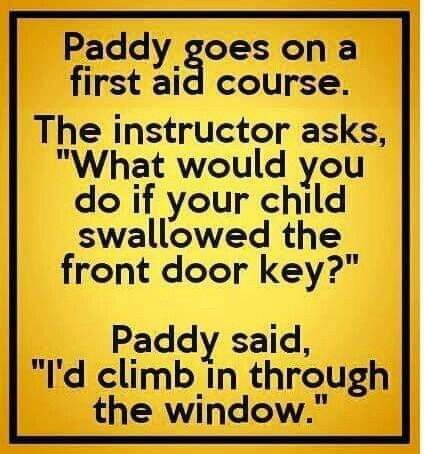 Paddy goes on a
first aid course.
The instructor asks,
"What would you
do if your child
swallowed the
front door key?"
Paddy said,
"I'd climb in through
the window."